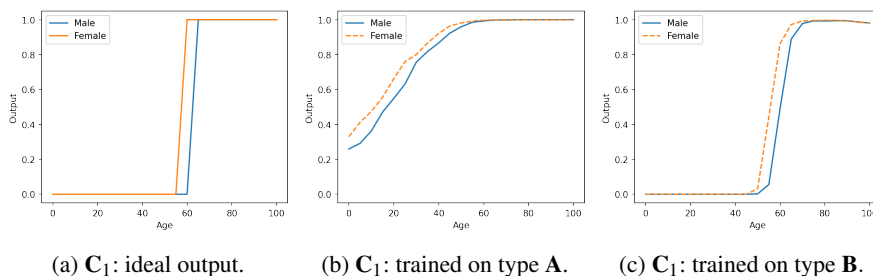 Male
Female
1.0
0.8
0.6
0.4
0.2
0.0
Output
0 20 40 60 80 100
Age
(a) C₁: ideal output.
Male
Female
1.0
0.8
0.6
0.4
0.2
0.0
Output
0 20 40 60 80 100
Age
(b) C₁: trained on type A.
Male
Female
1.0
0.8
0.6
0.4
0.2
0.0
Output
0 20 40 60 80 100
Age
(c) C₁: trained on type B.